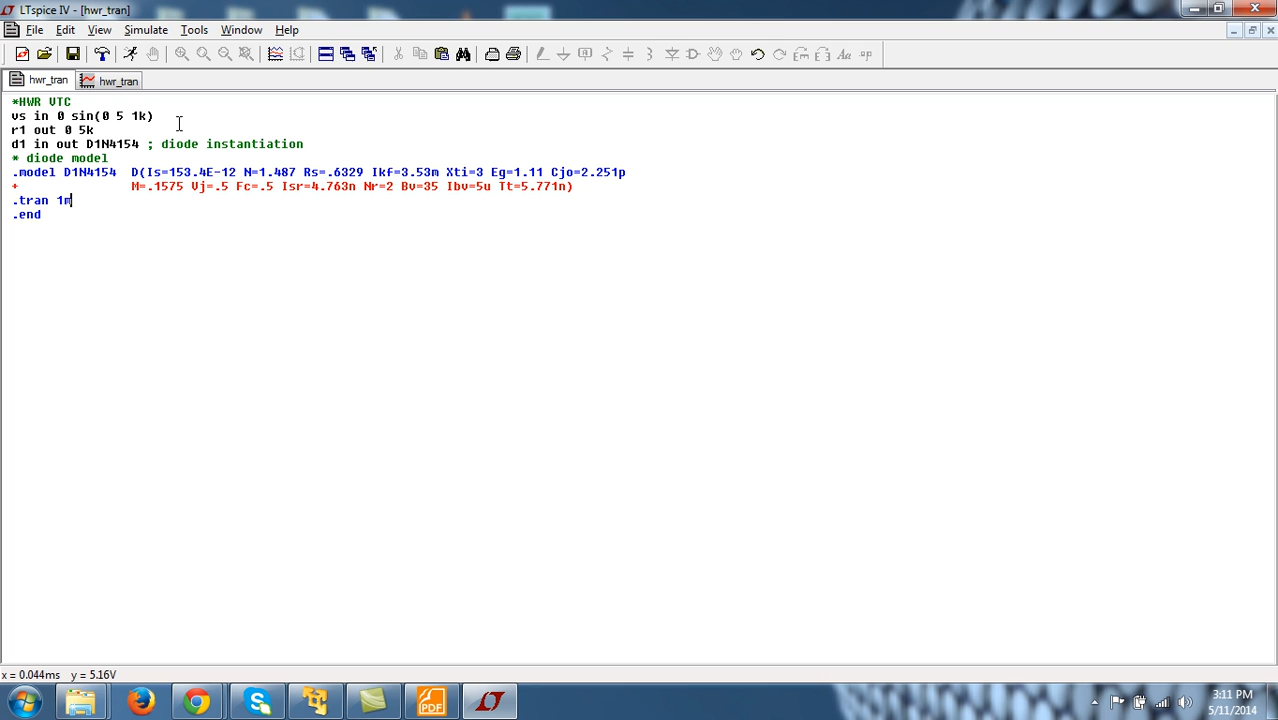 LTspice IV - [hwr_tran]
File Edit View Simulate Tools Window Help
hwr_tran hwr_tran
*HWR VTC
vs in 0 sin(0 5 1k)
r1 out 0 5k
d1 in out D1N4154 ; diode instantiation
* diode model
.model D1N4154 D(Is=153.4E-12 N=1.487 Rs=.6329 Ikf=3.53m Xti=3 Eg=1.11 Cjo=2.251p
+ M=.1575 Vj=.5 Fc=.5 Isr=4.763n Nr=2 Bv=35 Ibv=5u Tt=5.771n)
.tran 1m
.end
x = 0.044ms y = 5.16V
PDF
3:11 PM
5/11/2014